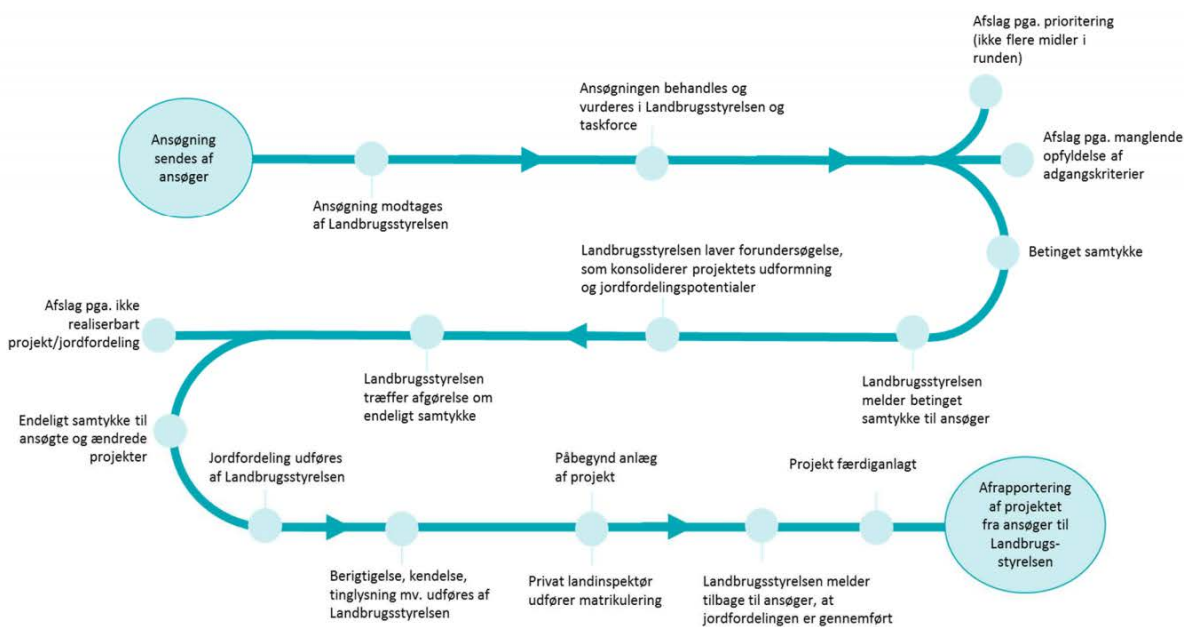 Ansøgning
sendes af
ansøger
Ansøgning modtages
af Landbrugsstyrelsen
Ansøgningen behandles og
vurderes i Landbrugsstyrelsen og
taskforce
Afslag pga. prioritering
(ikke flere midler i
runden)
Afslag pga. manglende
opfyldelse af
adgangskriterier
Betinget samtykke
Landbrugsstyrelsen
melder betinget
samtykke til ansøger
Landbrugsstyrelsen laver forundersøgelse,
som konsoliderer projektets udformning
og jordfordelingspotentialer
Landbrugsstyrelsen
træffer afgørelse om
endeligt samtykke
Afslag pga. ikke
realiserbart
projekt/jordfordeling
Endeligt samtykke til
ansøgte og ændrede
projekter
Jordfordeling udføres
af Landbrugsstyrelsen
Berigtigelse, kendelse,
tinglysning mv. udføres af
Landbrugsstyrelsen
Påbegynd anlæg
af projekt
Privat landinspektør
udfører matrikulering
Landbrugsstyrelsen melder
tilbage til ansøger, at
jordfordelingen er gennemført
Projekt færdiganlagt
Afrapportering
af projektet
fra ansøger til
Landbrugs-
styrelsen